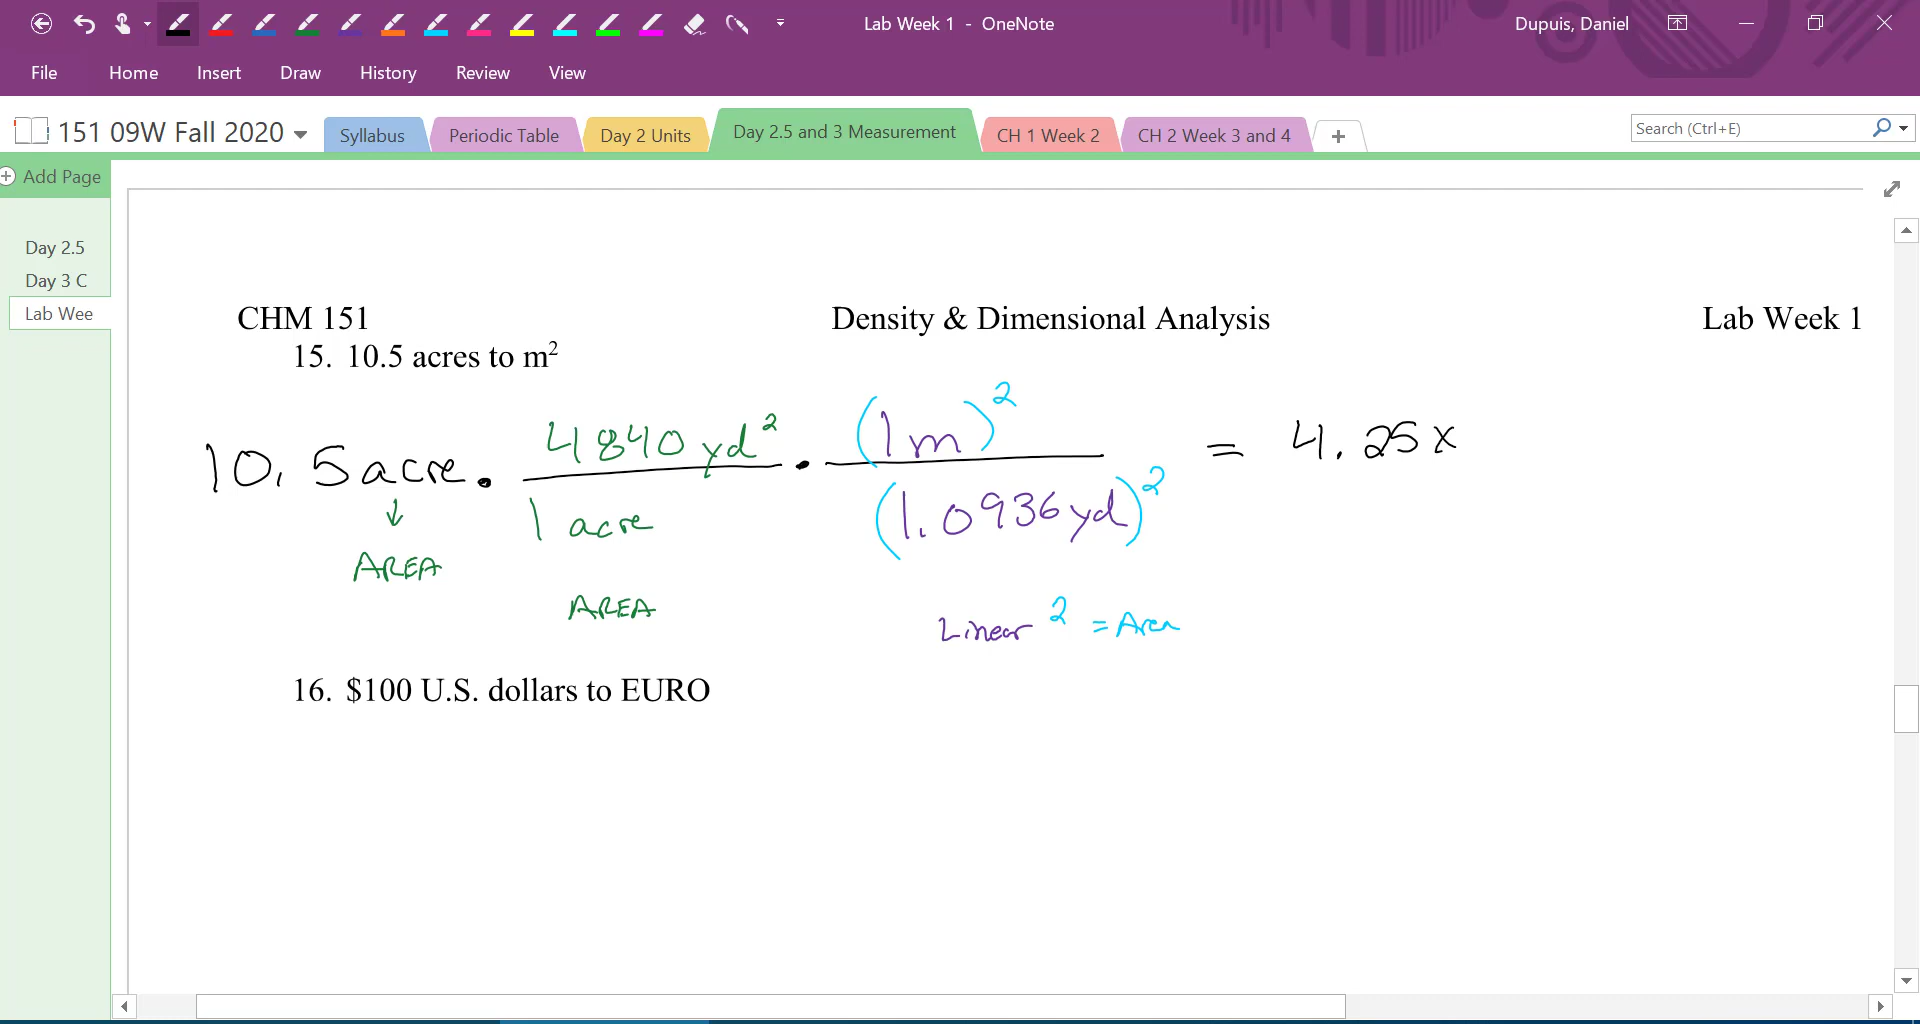 Lab Week 1 - OneNote
Dupuis, Daniel
File Home Insert Draw History Review View
151 09W Fall 2020
Syllabus
Periodic Table
Day 2 Units
Day 2.5 and 3 Measurement
CH 1 Week 2
CH 2 Week 3 and 4
+
Search (Ctrl+E)
Add Page
Day 2.5
Day 3 C
Lab Wee
CHM 151 Density & Dimensional Analysis Lab Week 1
15. 10.5 acres to m²
10.5 acre · 4840 yd² / 1 acre · (1 m)² / (1.0936 yd)² = 4.25 x
↓
AREA
AREA
Linear ² = Area
16. $100 U.S. dollars to EURO